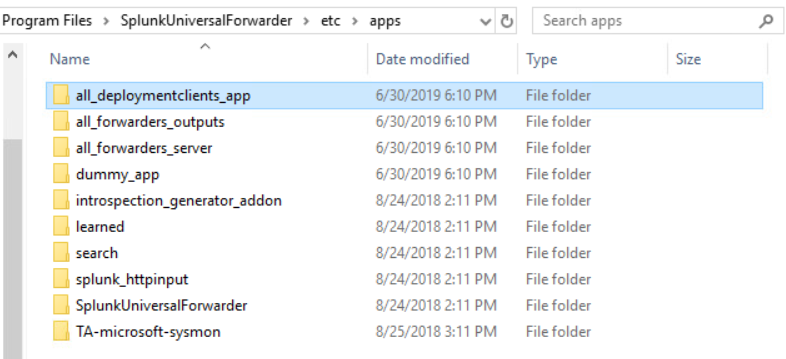 Program Files > SplunkUniversalForwarder > etc > apps Search apps
Name Date modified Type Size
all_deploymentclients_app 6/30/2019 6:10 PM File folder
all_forwarders_outputs 6/30/2019 6:10 PM File folder
all_forwarders_server 6/30/2019 6:10 PM File folder
dummy_app 6/30/2019 6:10 PM File folder
introspection_generator_addon 8/24/2018 2:11 PM File folder
learned 8/24/2018 2:11 PM File folder
search 8/24/2018 2:11 PM File folder
splunk_httpinput 8/24/2018 2:11 PM File folder
SplunkUniversalForwarder 8/24/2018 2:11 PM File folder
TA-microsoft-sysmon 8/25/2018 3:11 PM File folder